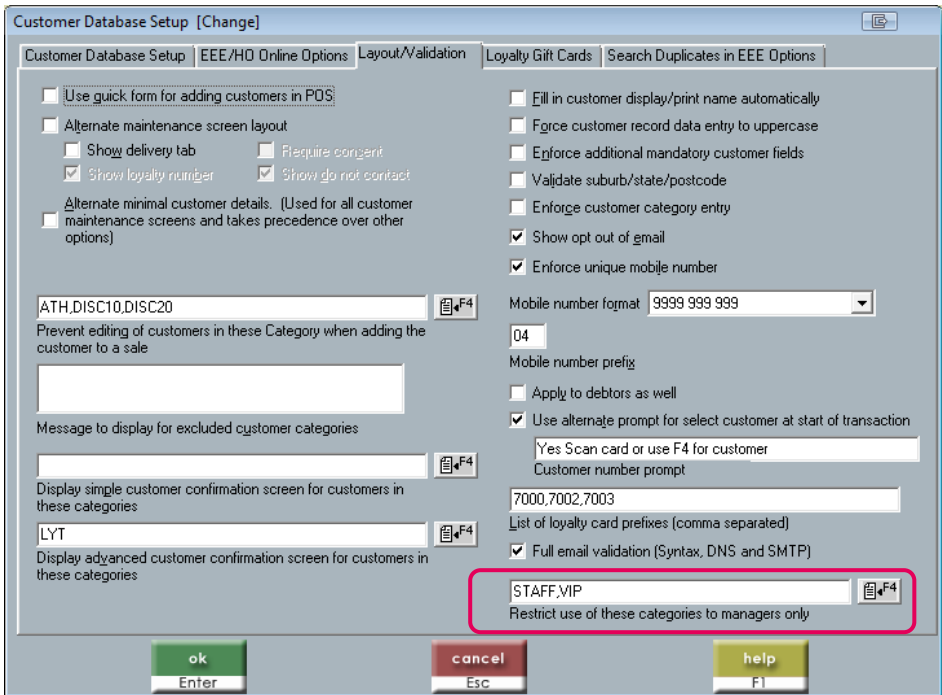 Customer Database Setup [Change]
Customer Database Setup
EEE/HO Online Options
Layout/Validation
Loyalty Gift Cards
Search Duplicates in EEE Options
Use quick form for adding customers in POS
Alternate maintenance screen layout
Show delivery tab
Require consent
Show loyalty number
Show do not contact
Alternate minimal customer details. (Used for all customer
maintenance screens and takes precedence over other
options)
ATH,DISC10,DISC20
F4
Prevent editing of customers in these Category when adding the
customer to a sale
Message to display for excluded customer categories
F4
Display simple customer confirmation screen for customers in
these categories
LYT
F4
Display advanced customer confirmation screen for customers in
these categories
Fill in customer display/print name automatically
Force customer record data entry to uppercase
Enforce additional mandatory customer fields
Validate suburb/state/postcode
Enforce customer category entry
Show opt out of email
Enforce unique mobile number
Mobile number format
9999 999 999
04
Mobile number prefix
Apply to debtors as well
Use alternate prompt for select customer at start of transaction
Yes Scan card or use F4 for customer
Customer number prompt
7000,7002,7003
List of loyalty card prefixes (comma separated)
Full email validation (Syntax, DNS and SMTP)
STAFF,VIP
F4
Restrict use of these categories to managers only
ok
Enter
cancel
Esc
help
F1